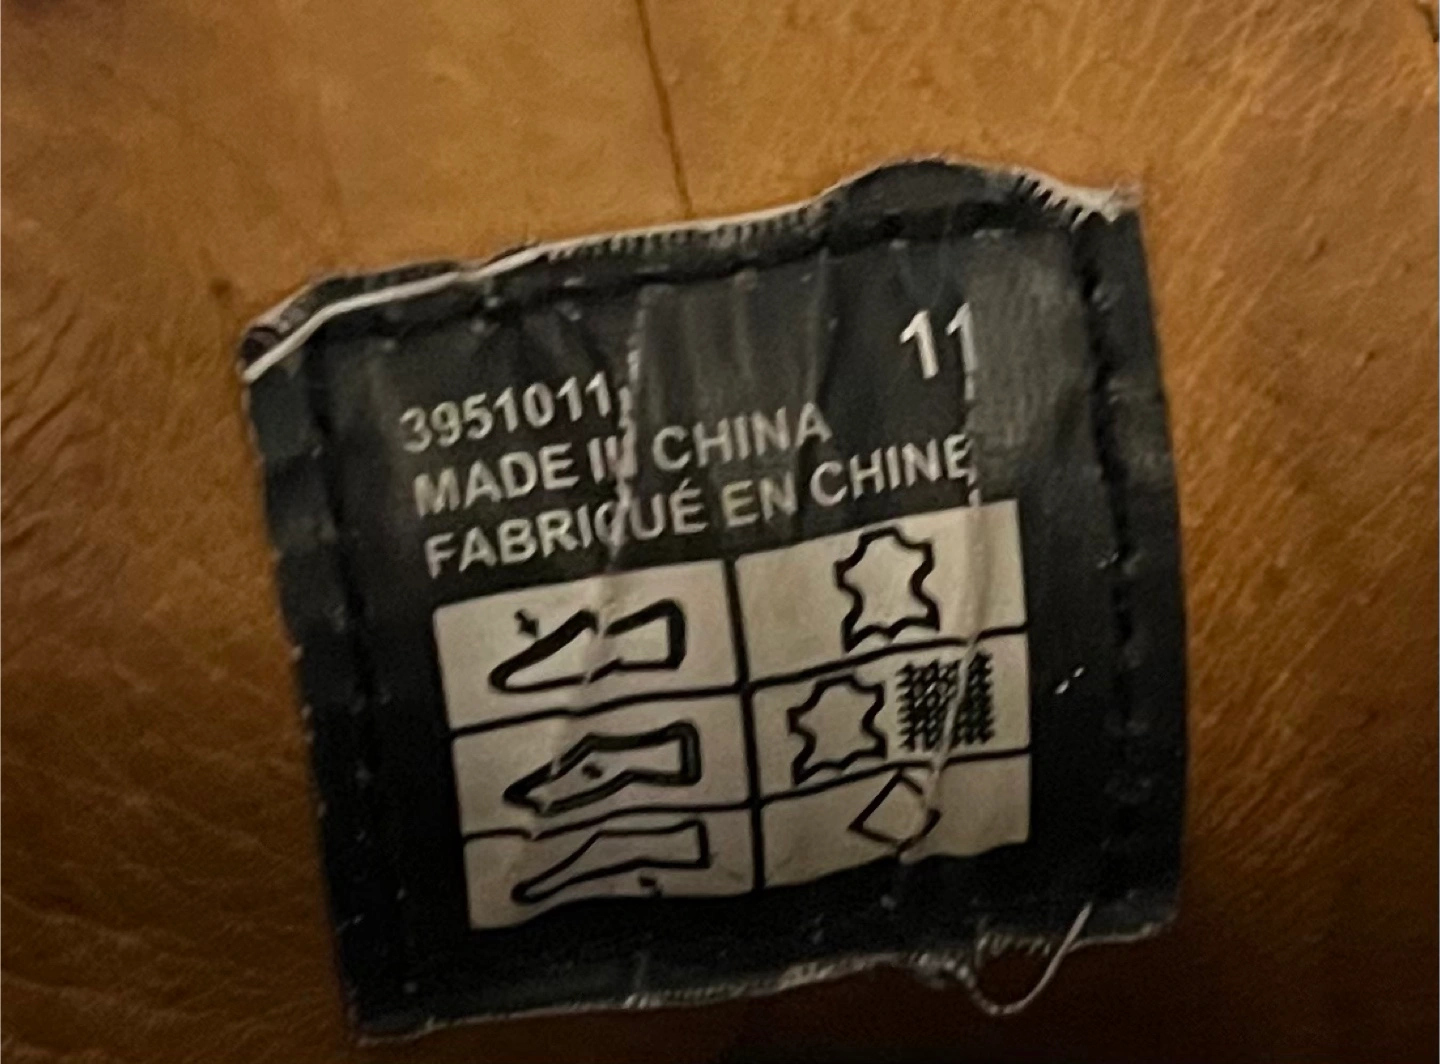 11
3951011
MADE IN CHINA
FABRIQUÉ EN CHINE